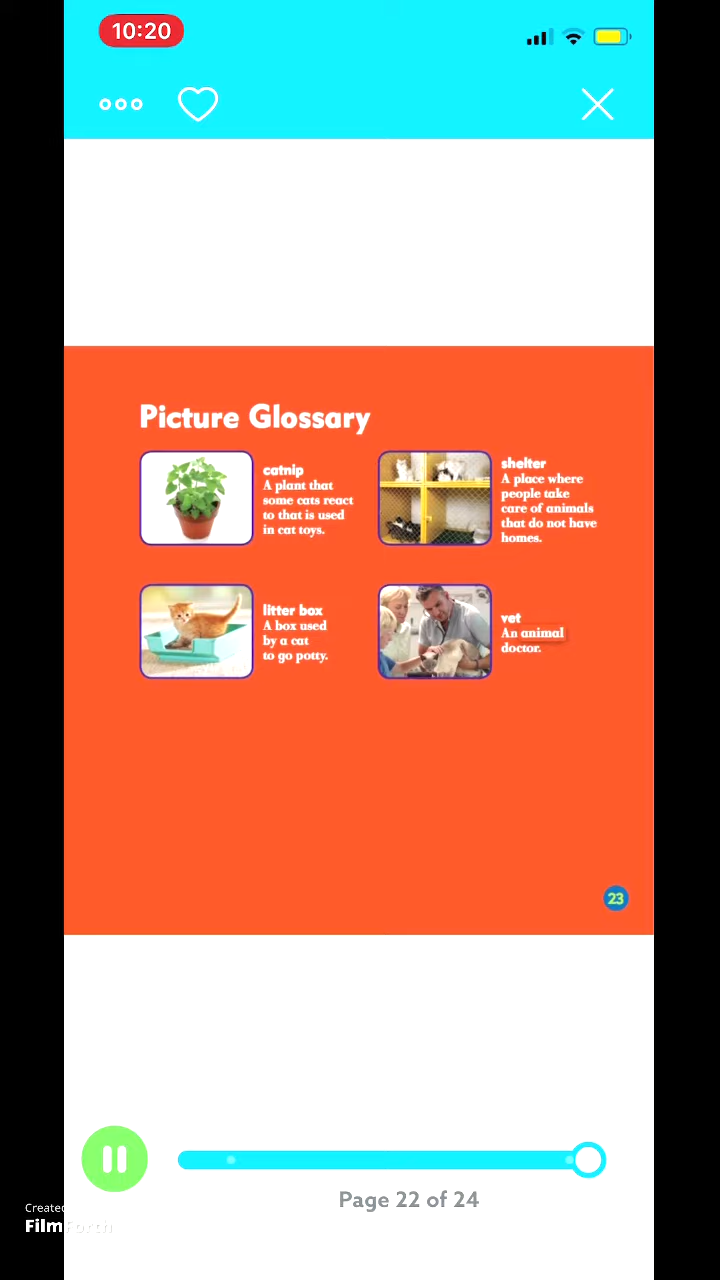 10:20
Picture Glossary
catnip
A plant that
some cats react
to that is used
in cat toys.
shelter
A place where
people take
care of animals
that do not have
homes.
litter box
A box used
by a cat
to go potty.
vet
An animal
doctor.
23
Page 22 of 24
Created
FilmForth